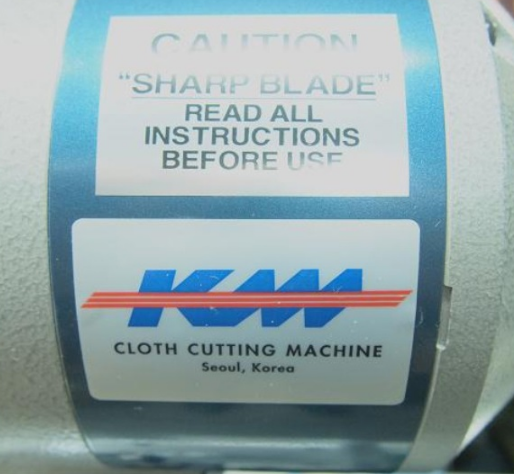 CAUTION
"SHARP BLADE"
READ ALL
INSTRUCTIONS
BEFORE USE
KM
CLOTH CUTTING MACHINE
Seoul, Korea